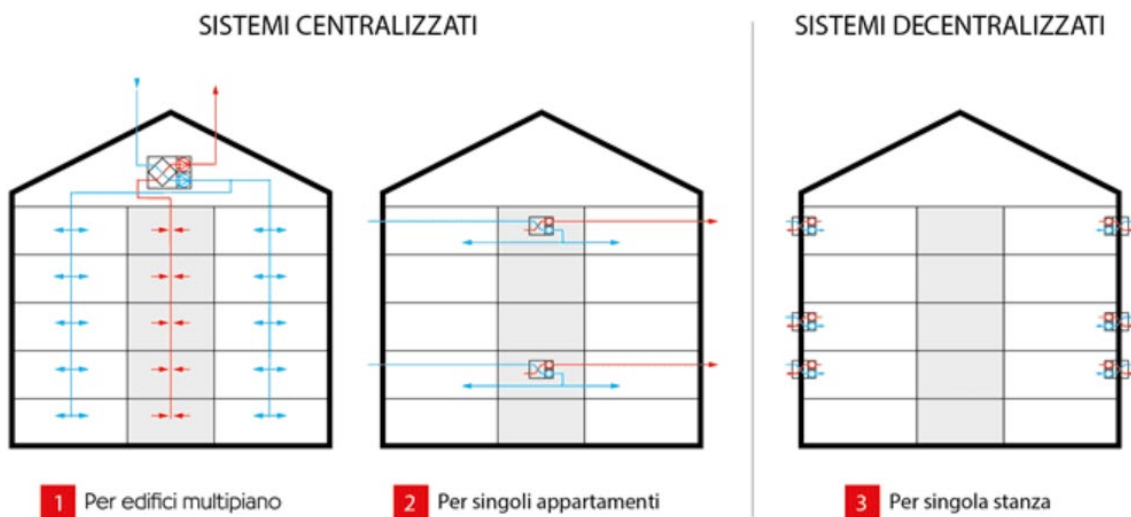 SISTEMI CENTRALIZZATI
SISTEMI DECENTRALIZZATI
1 Per edifici multipiano
2 Per singoli appartamenti
3 Per singola stanza